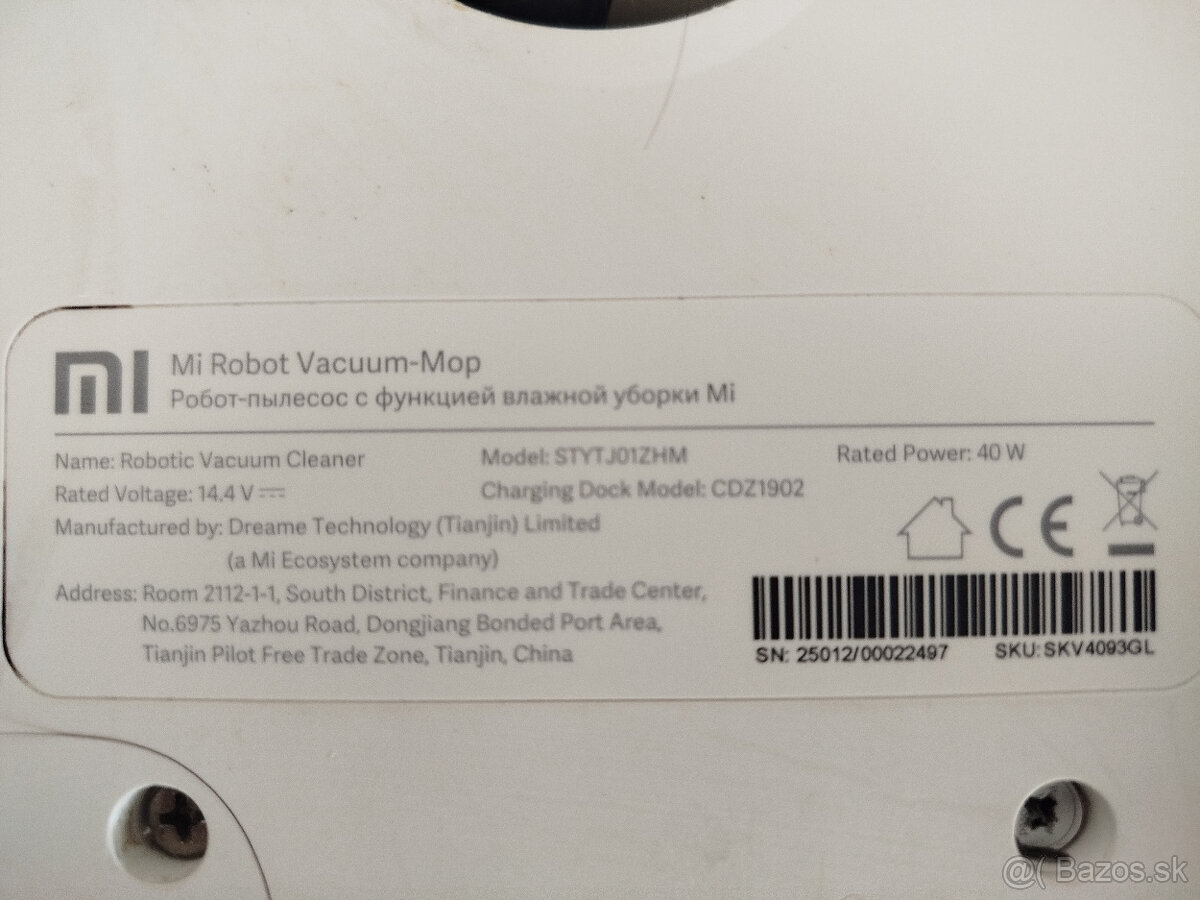 mi Mi Robot Vacuum-Mop
Робот-пылесос с функцией влажной уборки Mi
Name: Robotic Vacuum Cleaner
Model: STYTJ01ZHM
Rated Power: 40 W
Rated Voltage: 14.4 V
Charging Dock Model: CDZ1902
Manufactured by: Dreame Technology (Tianjin) Limited
(a Mi Ecosystem company)
CE
Address: Room 2112-1-1, South District, Finance and Trade Center,
No.6975 Yazhou Road, Dongjiang Bonded Port Area,
Tianjin Pilot Free Trade Zone, Tianjin, China
SN: 25012/00022497
SKU: SKV4093GL
@( Bazos.sk